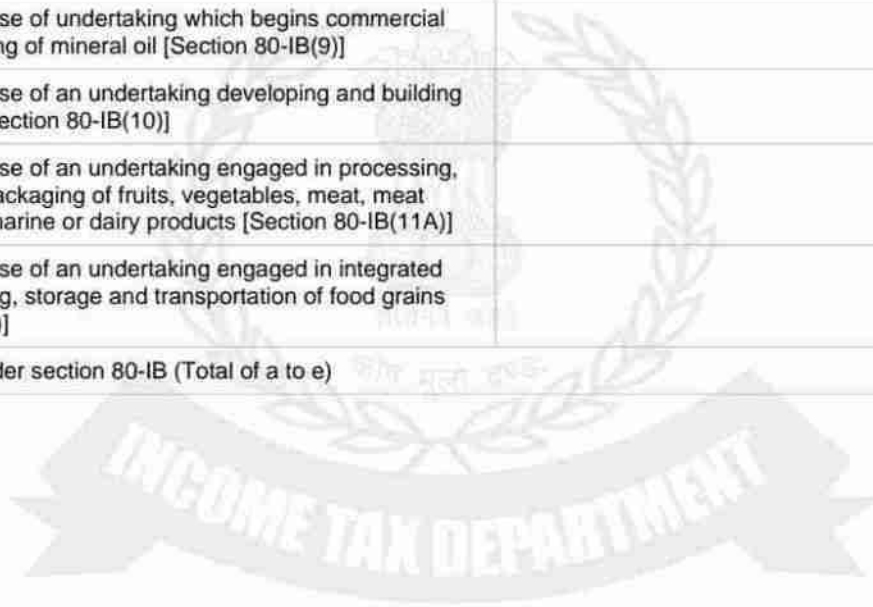 se of undertaking which begins commercial
ng of mineral oil [Section 80-IB(9)]
se of an undertaking developing and building
ection 80-IB(10)]
se of an undertaking engaged in processing,
ackaging of fruits, vegetables, meat, meat
narine or dairy products [Section 80-IB(11A)]
se of an undertaking engaged in integrated
g, storage and transportation of food grains
)]
der section 80-IB (Total of a to e)
कोष मूलो दण्डः
INCOME TAX DEPARTMENT